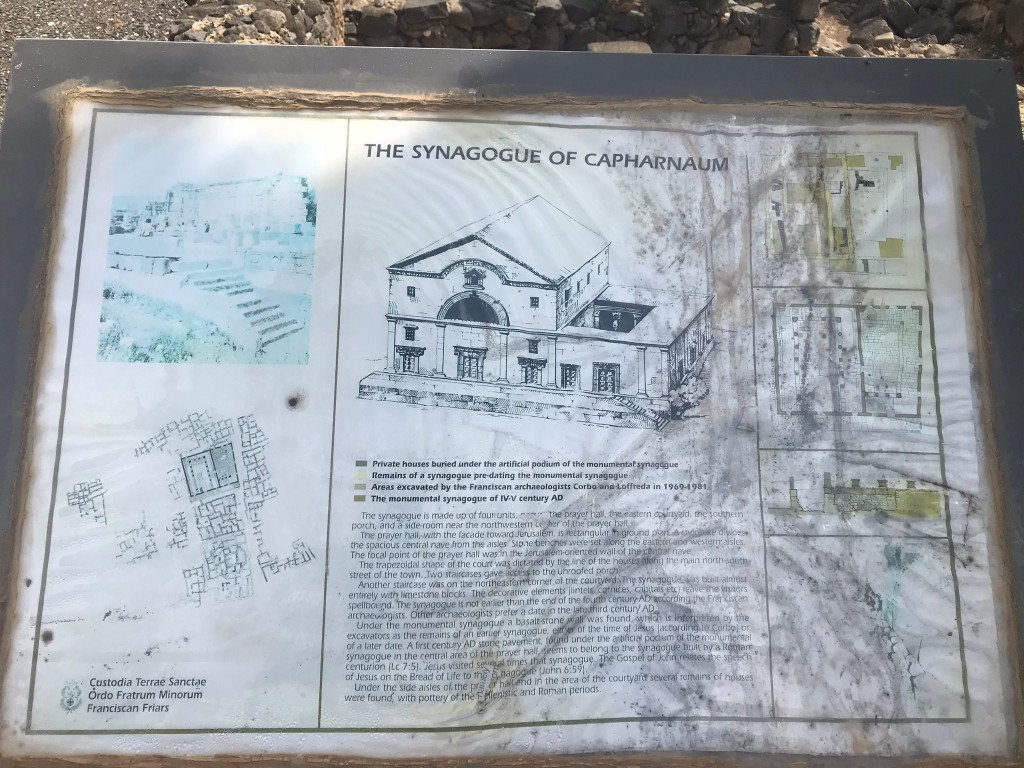 THE SYNAGOGUE OF CAPHARNAUM
Private houses buried under the artificial podium of the monumental synagogue
Remains of a synagogue pre-dating the monumental synagogue
Areas excavated by the Franciscan archaeologists Corbo and Loffreda in 1969-1981
The monumental synagogue of IV-V century AD
The synagogue is made up of four units, the prayer hall, the eastern courtyard, the southern
porch, and a side-room near the northwestern corner of the prayer hall.
The prayer hall, with the facade toward Jerusalem, is rectangular in ground plan. A stylobate divides
the spacious central nave from the aisles. Stone benches were set along the eastern and western aisles.
The focal point of the prayer hall was in the Jerusalem-oriented wall of the central nave.
The trapezoidal shape of the court was dictated by the line of the houses along the main north-south
street of the town. Two staircases gave access to the unroofed porch.
Another staircase was on the northeastern corner of the courtyard. The synagogue was built almost
entirely with limestone blocks. The decorative elements (lintels, cornices, capitals etc) leave the visitors
spellbound. The synagogue is not earlier than the end of the fourth century AD according the Franciscan
archaeologists. Other archaeologists prefer a date in the late third century AD.
Under the monumental synagogue a basalt-stone wall was found, which is interpreted by the
excavators as the remains of an earlier synagogue, either of the time of Jesus (according to Corbo) or
of a later date. A first century AD stone pavement, found under the artificial podium of the monumental
synagogue in the central area of the prayer hall, seems to belong to the synagogue built by a Roman
centurion (Lc 7:5). Jesus visited several times that synagogue. The Gospel of John relates the speech
of Jesus on the Bread of Life to the synagogue (John 6:59).
Under the side aisles of the prayer hall and in the area of the courtyard several remains of houses
were found, with pottery of the Hellenistic and Roman periods.
Custodia Terrae Sanctae
Ordo Fratrum Minorum
Franciscan Friars